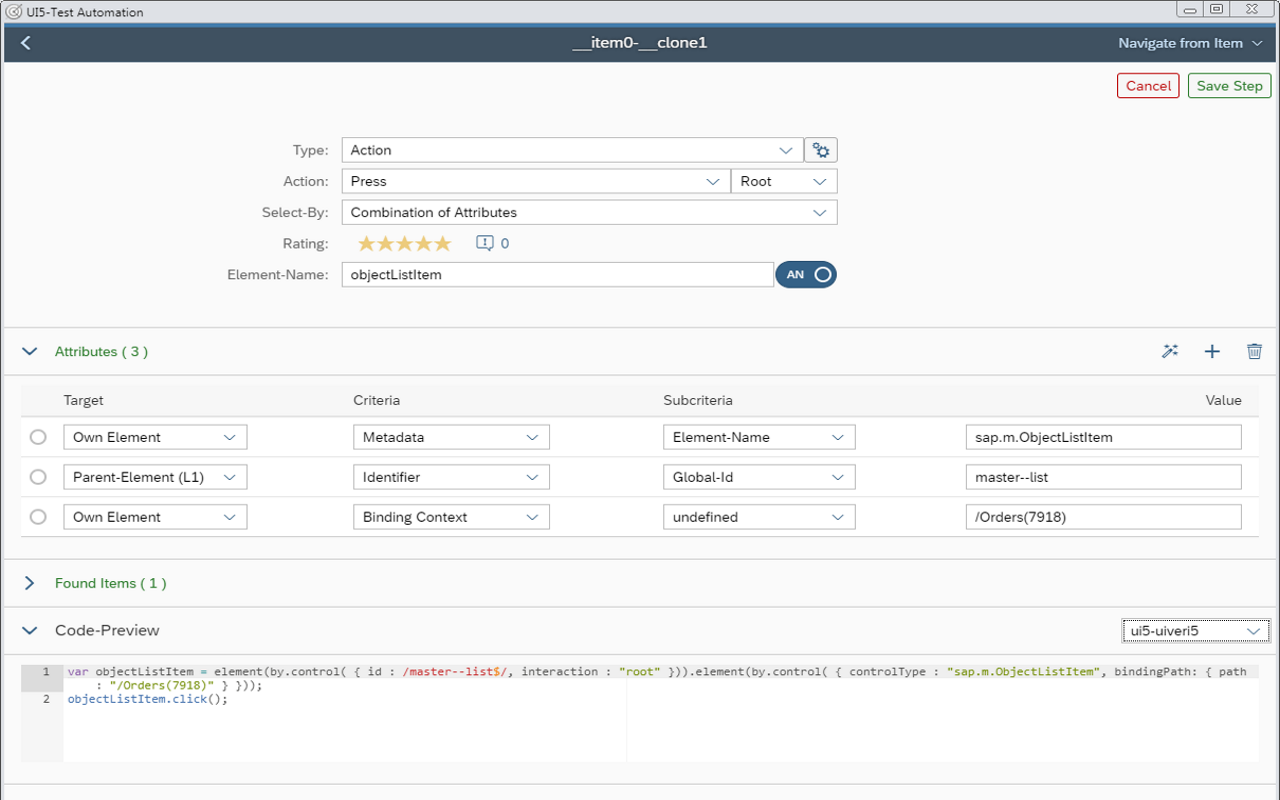 UI5-Test Automation
__item0-__clone1
Navigate from Item
Cancel
Save Step
Type: Action
Action: Press Root
Select-By: Combination of Attributes
Rating: 0
Element-Name: objectListItem AN
Attributes ( 3 )
Target Criteria Subcriteria Value
Own Element Metadata Element-Name sap.m.ObjectListItem
Parent-Element (L1) Identifier Global-Id master--list
Own Element Binding Context undefined /Orders(7918)
Found Items ( 1 )
Code-Preview ui5-uiveri5
1 var objectListItem = element(by.control( { id : /master--list$/, interaction : "root" })).element(by.control( { controlType : "sap.m.ObjectListItem", bindingPath: { path
: "/Orders(7918)" } }));
2 objectListItem.click();